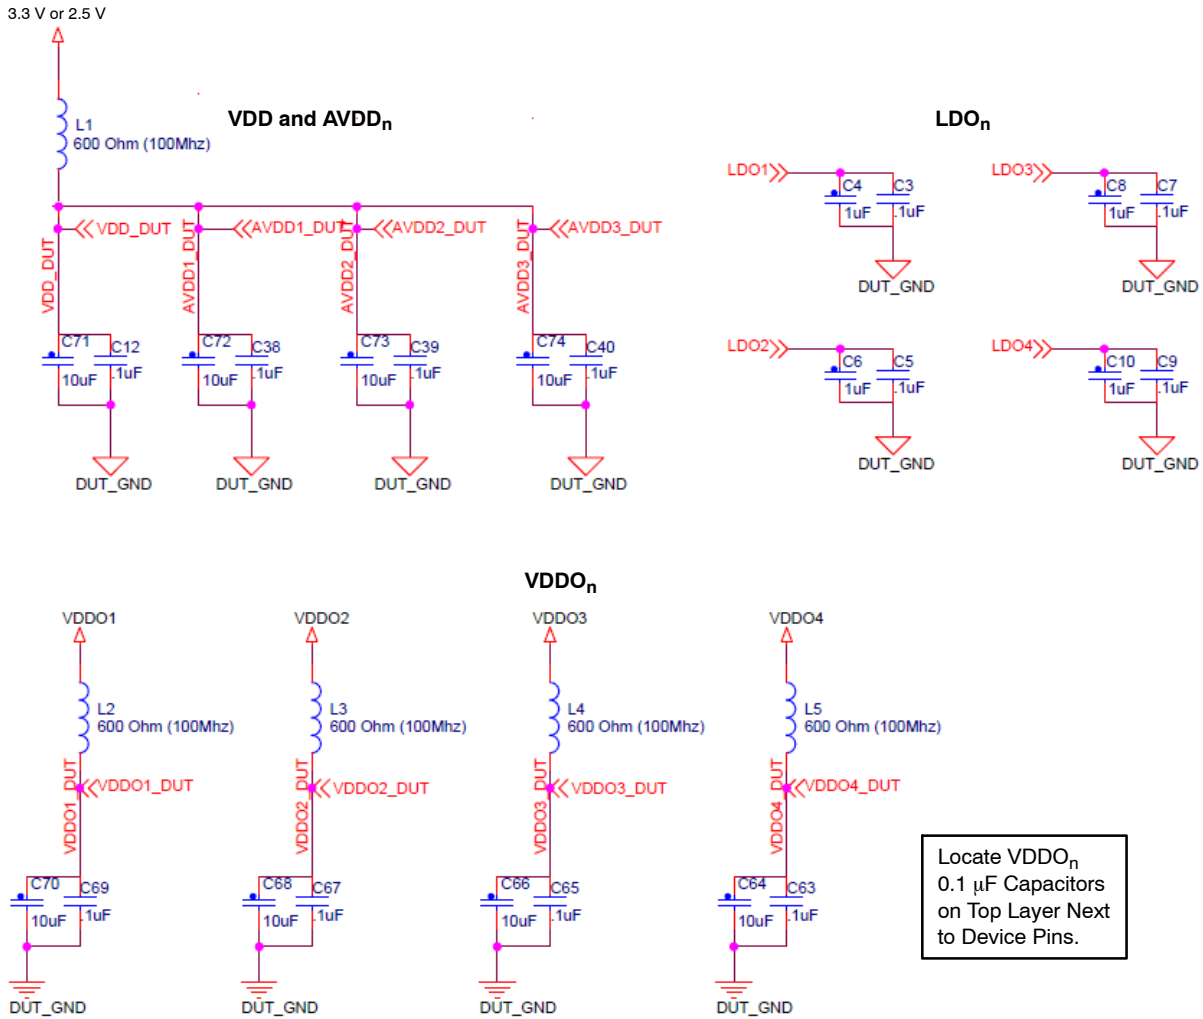 3.3 V or 2.5 V
L1
600 Ohm (100Mhz)
VDD and AVDDn
VDD_DUT
AVDD1_DUT
AVDD2_DUT
AVDD3_DUT
VDD_DUT
AVDD1_DUT
AVDD2_DUT
AVDD3_DUT
C71
C12
10uF
.1uF
C72
C38
10uF
.1uF
C73
C39
10uF
.1uF
C74
C40
10uF
.1uF
DUT_GND
DUT_GND
DUT_GND
DUT_GND
LDOn
LDO1
C4
C3
1uF
.1uF
DUT_GND
LDO3
C8
C7
1uF
.1uF
DUT_GND
LDO2
C6
C5
1uF
.1uF
DUT_GND
LDO4
C10
C9
1uF
.1uF
DUT_GND
VDDOn
VDDO1
L2
600 Ohm (100Mhz)
VDDO1_DUT
VDDO1_DUT
C70
C69
10uF
.1uF
DUT_GND
VDDO2
L3
600 Ohm (100Mhz)
VDDO2_DUT
VDDO2_DUT
C68
C67
10uF
.1uF
DUT_GND
VDDO3
L4
600 Ohm (100Mhz)
VDDO3_DUT
VDDO3_DUT
C66
C65
10uF
.1uF
DUT_GND
VDDO4
L5
600 Ohm (100Mhz)
VDDO4_DUT
VDDO4_DUT
C64
C63
10uF
.1uF
DUT_GND
Locate VDDOn
0.1 μF Capacitors
on Top Layer Next
to Device Pins.